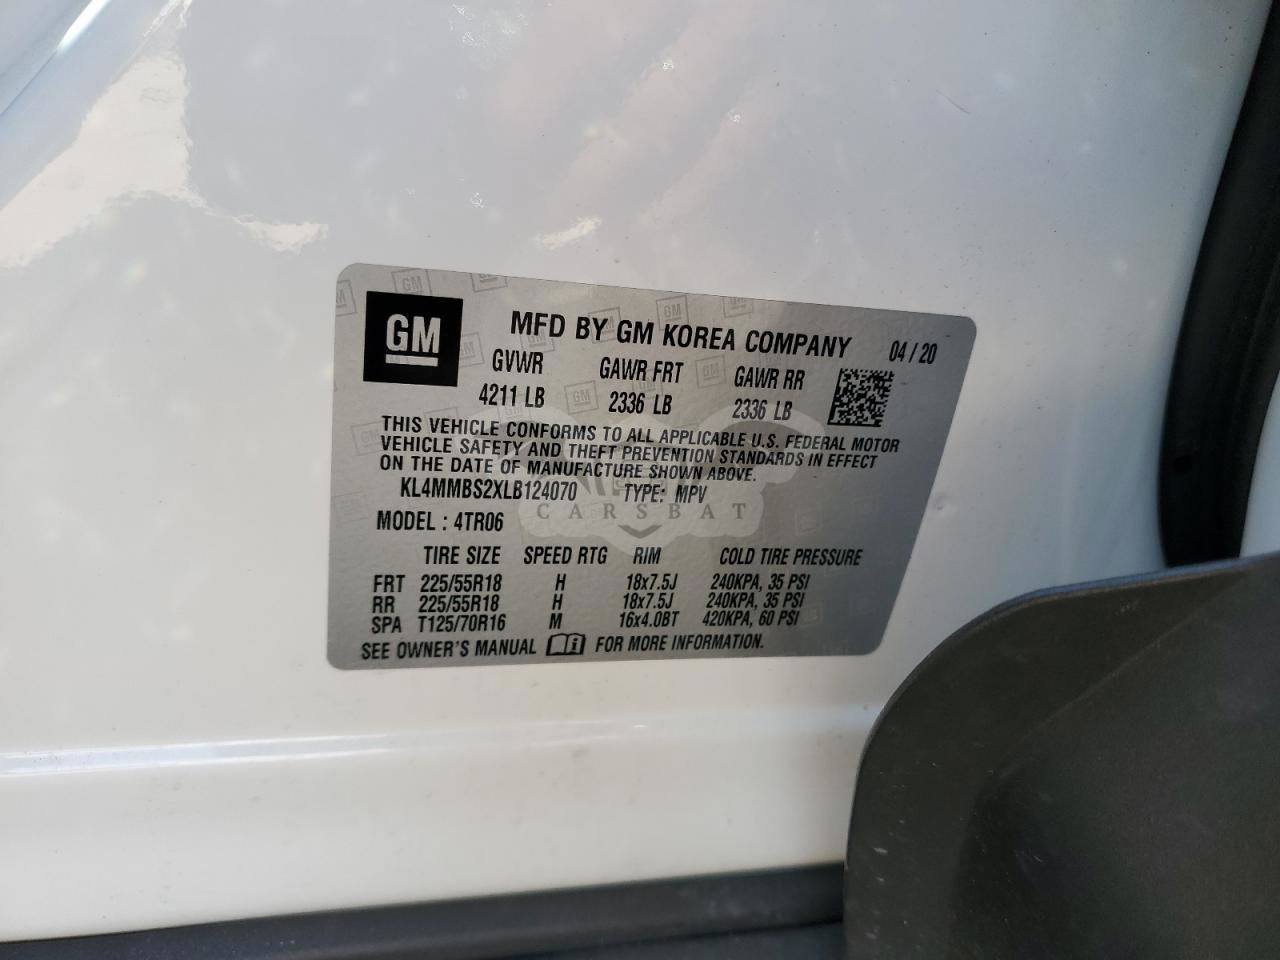 GM
MFD BY GM KOREA COMPANY 04 / 20
GVWR GAWR FRT GAWR RR
4211 LB 2336 LB 2336 LB
THIS VEHICLE CONFORMS TO ALL APPLICABLE U.S. FEDERAL MOTOR
VEHICLE SAFETY AND THEFT PREVENTION STANDARDS IN EFFECT
ON THE DATE OF MANUFACTURE SHOWN ABOVE.
KL4MMBS2XLB124070 TYPE: MPV
CARSBAT
MODEL : 4TR06
TIRE SIZE SPEED RTG RIM COLD TIRE PRESSURE
FRT 225/55R18 H 18x7.5J 240KPA, 35 PSI
RR 225/55R18 H 18x7.5J 240KPA, 35 PSI
SPA T125/70R16 M 16x4.0BT 420KPA, 60 PSI
SEE OWNER'S MANUAL FOR MORE INFORMATION.